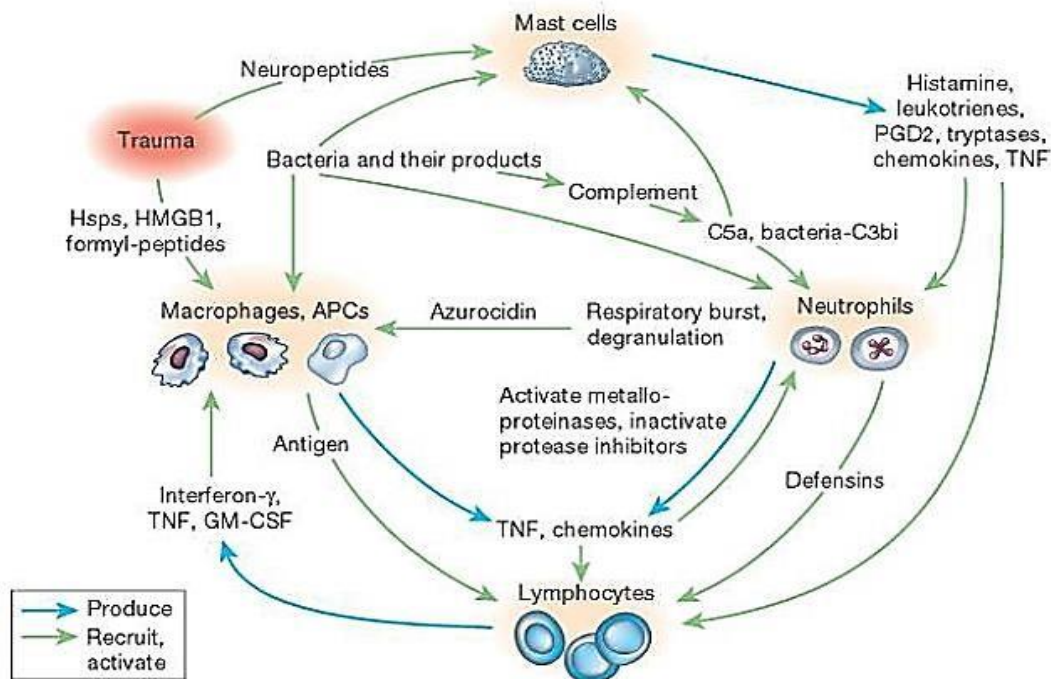 Mast cells
Neuropeptides
Histamine,
leukotrienes,
PGD2, tryptases,
chemokines, TNF
Trauma
Bacteria and their products
Complement
Hsps, HMGB1,
formyl-peptides
C5a, bacteria-C3bi
Macrophages, APCs
Azurocidin
Respiratory burst,
degranulation
Neutrophils
Activate metallo-
proteinases, inactivate
protease inhibitors
Antigen
Defensins
Interferon-γ,
TNF, GM-CSF
TNF, chemokines
Lymphocytes
Produce
Recruit,
activate